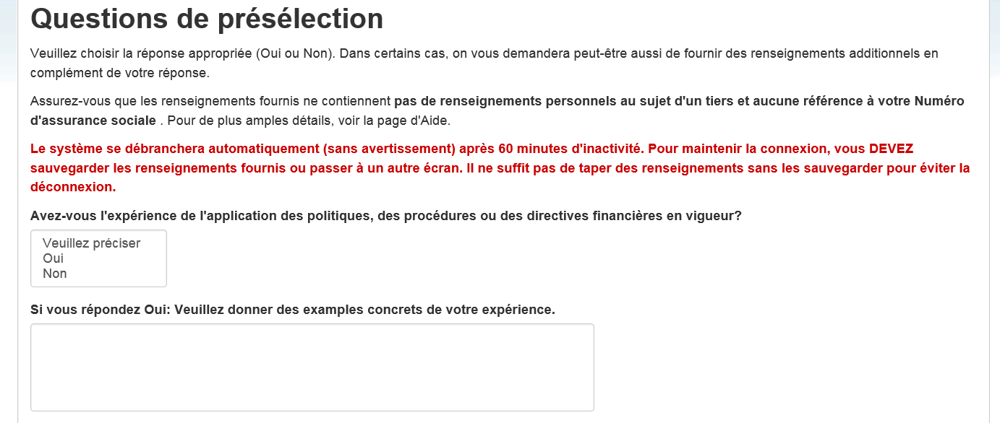 Questions de présélection
Veuillez choisir la réponse appropriée (Oui ou Non). Dans certains cas, on vous demandera peut-être aussi de fournir des renseignements additionnels en
complément de votre réponse.
Assurez-vous que les renseignements fournis ne contiennent pas de renseignements personnels au sujet d'un tiers et aucune référence à votre Numéro
d'assurance sociale . Pour de plus amples détails, voir la page d'Aide.
Le système se débranchera automatiquement (sans avertissement) après 60 minutes d'inactivité. Pour maintenir la connexion, vous DEVEZ
sauvegarder les renseignements fournis ou passer à un autre écran. Il ne suffit pas de taper des renseignements sans les sauvegarder pour éviter la
déconnexion.
Avez-vous l'expérience de l'application des politiques, des procédures ou des directives financières en vigueur?
Veuillez préciser
Oui
Non
Si vous répondez Oui: Veuillez donner des examples concrets de votre expérience.